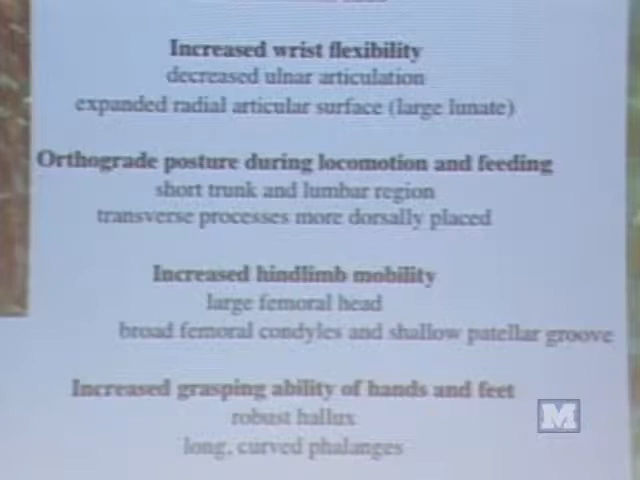 Increased wrist flexibility
decreased ulnar articulation
expanded radial articular surface (large lunate)
Orthograde posture during locomotion and feeding
short trunk and lumbar region
transverse processes more dorsally placed
Increased hindlimb mobility
large femoral head
broad femoral condyles and shallow patellar groove
Increased grasping ability of hands and feet
robust hallux
long, curved phalanges
M